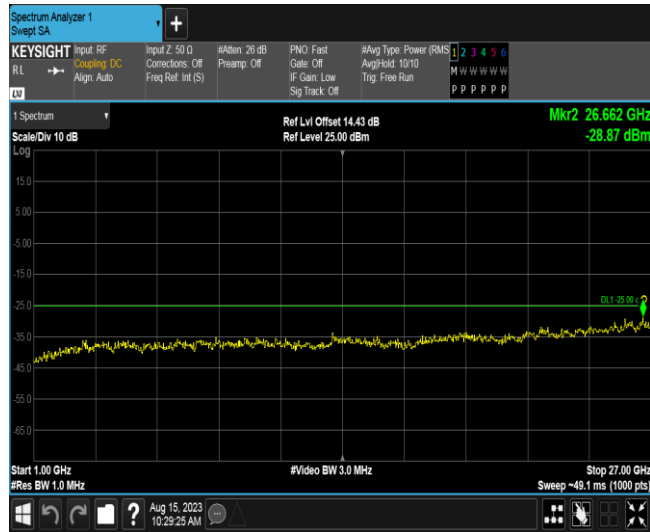 Spectrum Analyzer 1
Swept SA
KEYSIGHT
RL
LXI
Input: RF
Coupling: DC
Align: Auto
Input Z: 50 Ω
Corrections: Off
Freq Ref: Int (S)
#Atten: 26 dB
Preamp: Off
PNO: Fast
Gate: Off
IF Gain: Low
Sig Track: Off
#Avg Type: Power (RMS
Avg|Hold: 10/10
Trig: Free Run
1 2 3 4 5 6
M W W W W W
P P P P P P
1 Spectrum
Scale/Div 10 dB
Log
Ref Lvl Offset 14.43 dB
Ref Level 25.00 dBm
Mkr2 26.662 GHz
-28.87 dBm
15.0
5.00
-5.00
-15.0
-25.0
-35.0
-45.0
-55.0
-65.0
DL1 -25.00
Start 1.00 GHz
#Res BW 1.0 MHz
#Video BW 3.0 MHz
Stop 27.00 GHz
Sweep ~49.1 ms (1000 pts)
?
Aug 15, 2023
10:29:25 AM